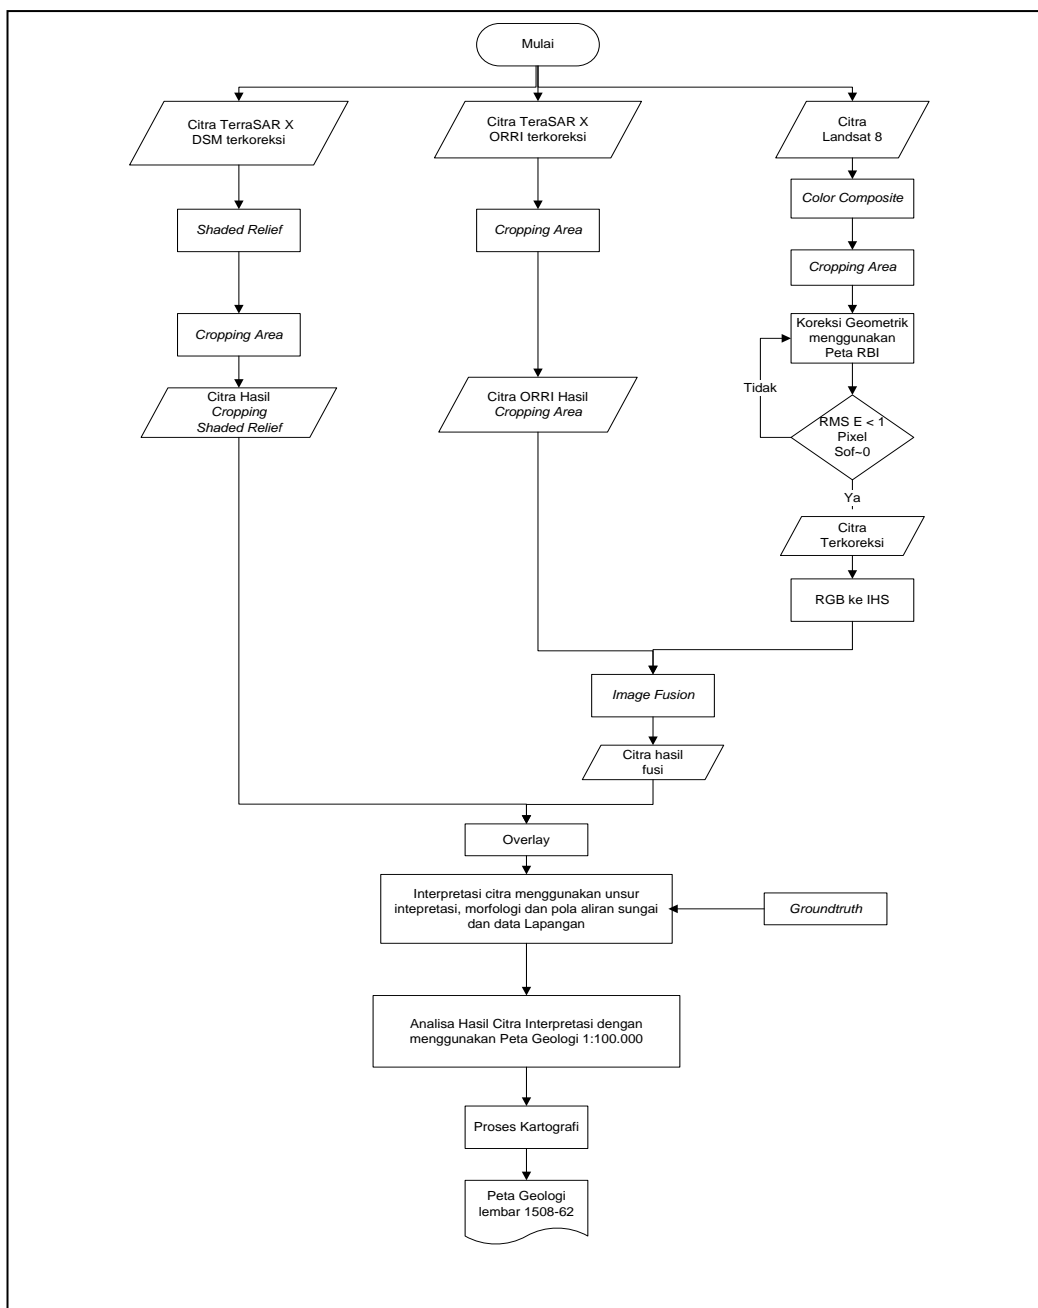 Mulai
Citra TerraSAR X
DSM terkoreksi
Citra TeraSAR X
ORRI terkoreksi
Citra
Landsat 8
Shaded Relief
Cropping Area
Color Composite
Cropping Area
Cropping Area
Koreksi Geometrik
menggunakan
Peta RBI
Tidak
Citra Hasil
Cropping
Shaded Relief
Citra ORRI Hasil
Cropping Area
RMS E < 1
Pixel
Sof~0
Ya
Citra
Terkoreksi
RGB ke IHS
Image Fusion
Citra hasil
fusi
Overlay
Interpretasi citra menggunakan unsur
intepretasi, morfologi dan pola aliran sungai
dan data Lapangan
Groundtruth
Analisa Hasil Citra Interpretasi dengan
menggunakan Peta Geologi 1:100.000
Proses Kartografi
Peta Geologi
lembar 1508-62